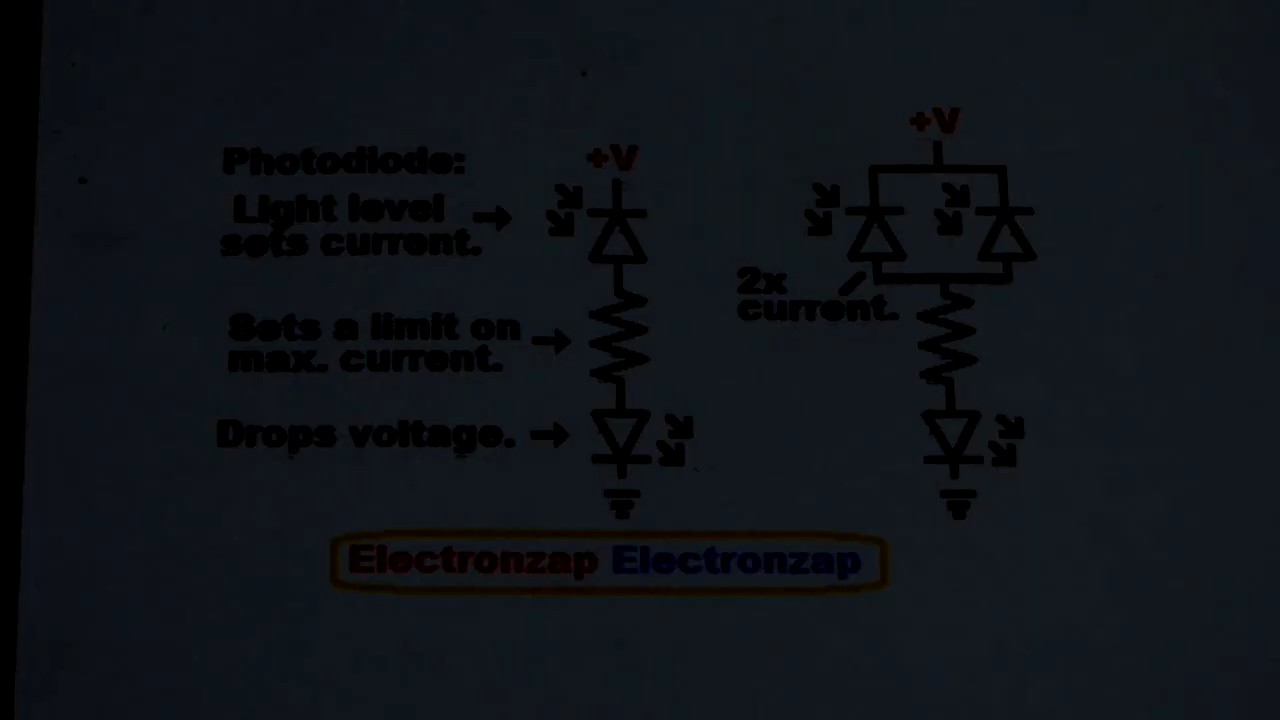 Photodiode:
Light level
sets current.
Sets a limit on
max. current.
Drops voltage.
+V
+V
2x
current.
Electronzap Electronzap